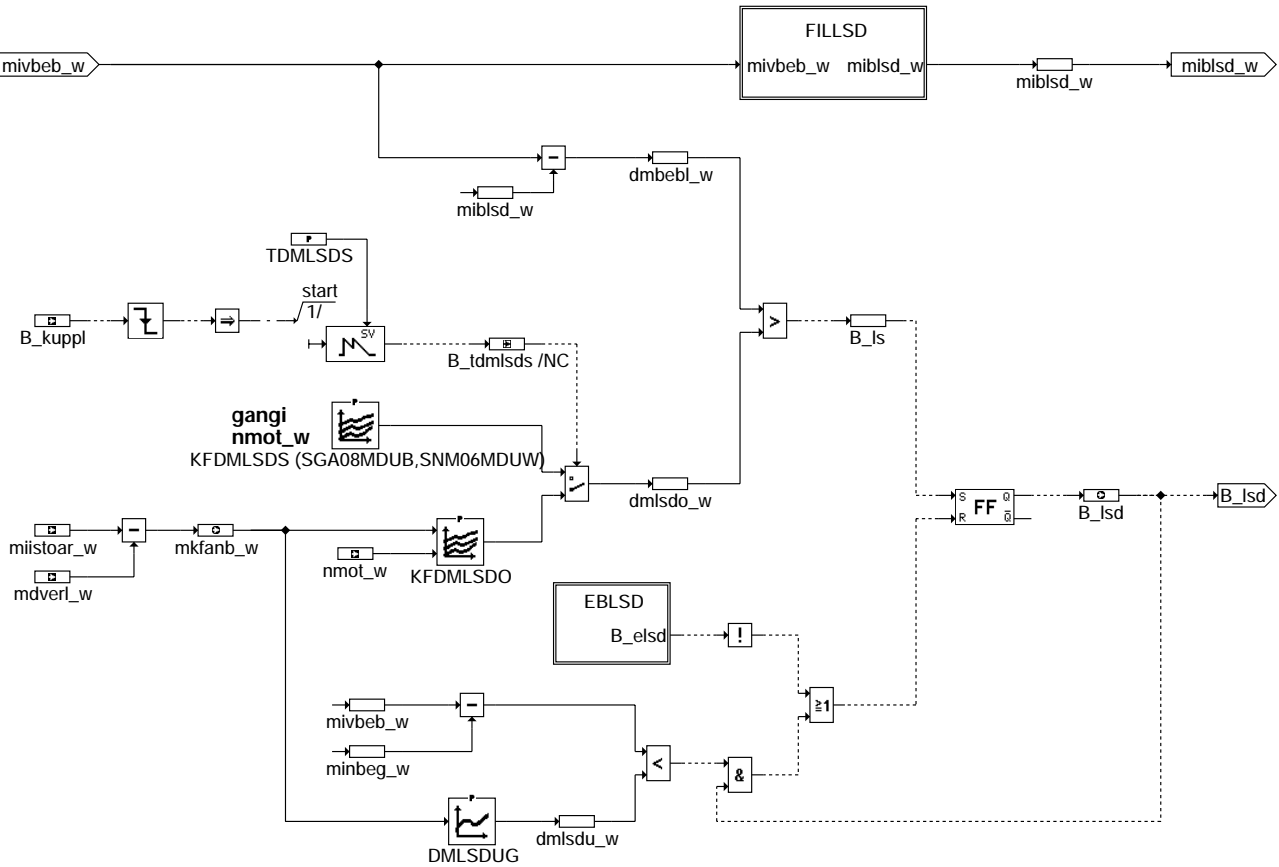 FILLSD
mivbeb_w
mivbeb_w miblsd_w
miblsd_w
miblsd_w
-
dmbebl_w
miblsd_w
P
TDMLSDS
start
1/
B_kuppl
⇒
SV
B_tdmlsds /NC
>
B_ls
gangi
nmot_w
P
KFDMLSDS (SGA08MDUB,SNM06MDUW)
dmlsdo_w
S Q
FF
R Q̅
B_lsd
B_lsd
miistoar_w
-
mkfanb_w
mdverl_w
nmot_w
P
KFDMLSDO
EBLSD
B_elsd
!
≧1
mivbeb_w
-
minbeg_w
<
&
P
DMLSDUG
dmlsdu_w